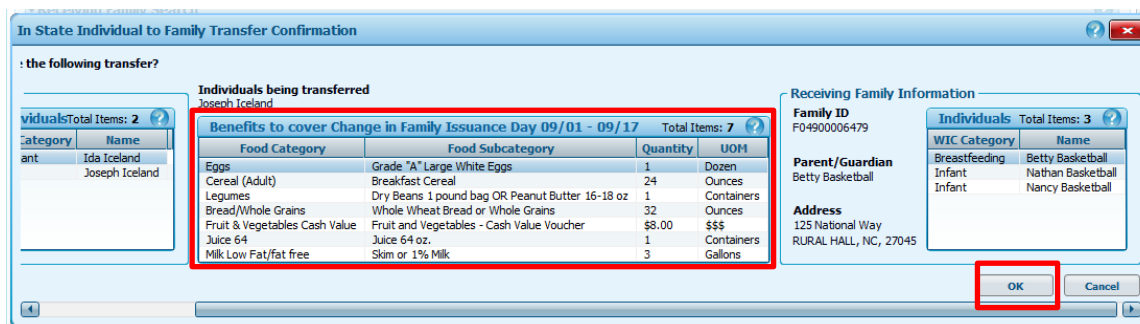 In State Individual to Family Transfer Confirmation
: the following transfer?
Individuals being transferred
Joseph Iceland
viduals Total Items: 2
Category Name
ant Ida Iceland
Joseph Iceland
Benefits to cover Change in Family Issuance Day 09/01 - 09/17 Total Items: 7
Food Category Food Subcategory Quantity UOM
Eggs Grade "A" Large White Eggs 1 Dozen
Cereal (Adult) Breakfast Cereal 24 Ounces
Legumes Dry Beans 1 pound bag OR Peanut Butter 16-18 oz 1 Containers
Bread/Whole Grains Whole Wheat Bread or Whole Grains 32 Ounces
Fruit & Vegetables Cash Value Fruit and Vegetables - Cash Value Voucher $8.00 $$$
Juice 64 Juice 64 oz. 1 Containers
Milk Low Fat/fat free Skim or 1% Milk 3 Gallons
Receiving Family Information
Family ID
F04900006479
Parent/Guardian
Betty Basketball
Address
125 National Way
RURAL HALL, NC, 27045
Individuals Total Items: 3
WIC Category Name
Breastfeeding Betty Basketball
Infant Nathan Basketball
Infant Nancy Basketball
OK Cancel